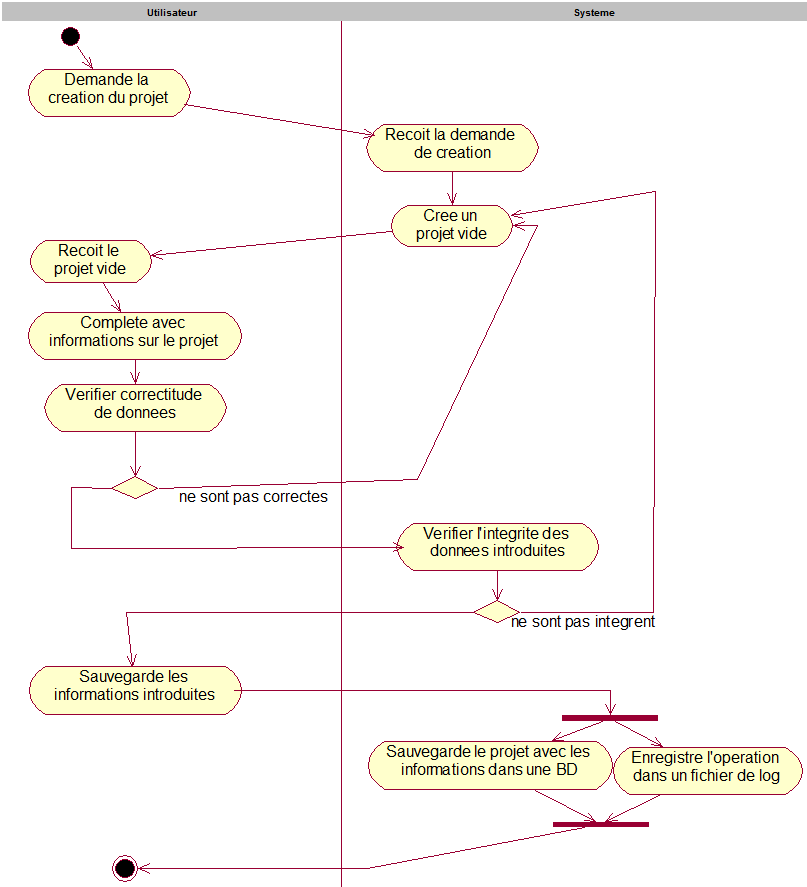 Utilisateur
Systeme
Demande la
creation du projet
Recoit la demande
de creation
Cree un
projet vide
Recoit le
projet vide
Complete avec
informations sur le projet
Verifier correctitude
de donnees
ne sont pas correctes
Verifier l'integrite des
donnees introduites
ne sont pas integrent
Sauvegarde les
informations introduites
Sauvegarde le projet avec les
informations dans une BD
Enregistre l'operation
dans un fichier de log